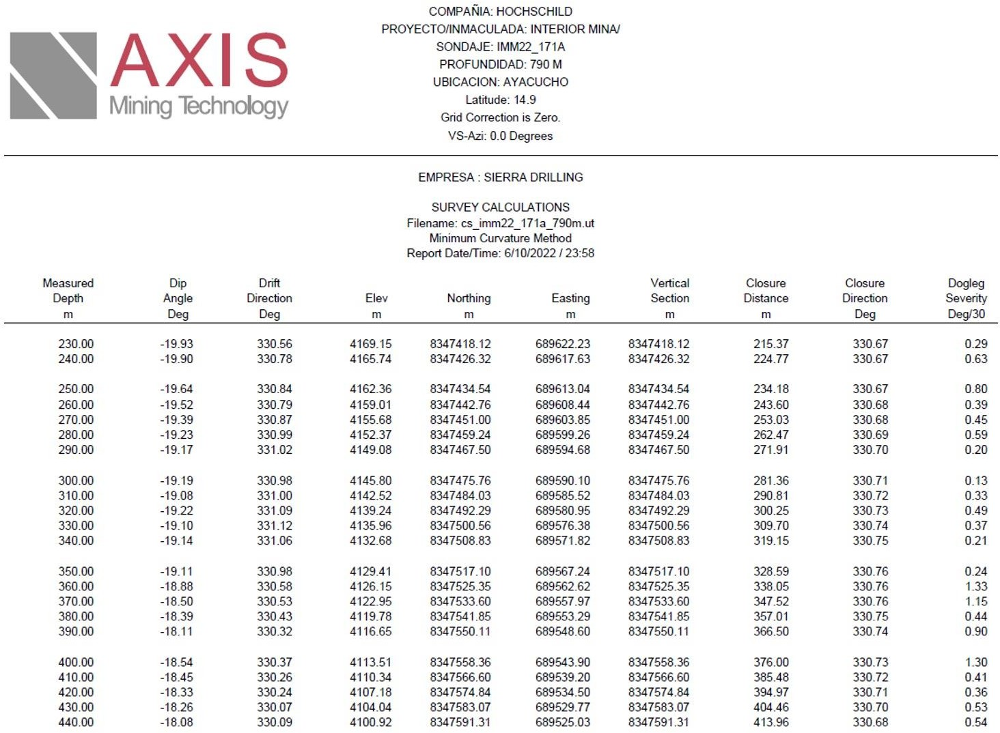 AXIS
Mining Technology
COMPAÑIA: HOCHSCHILD
PROYECTO/INMACULADA: INTERIOR MINA/
SONDAJE: IMM22_171A
PROFUNDIDAD: 790 M
UBICACION: AYACUCHO
Latitude: 14.9
Grid Correction is Zero.
VS-Azi: 0.0 Degrees
EMPRESA : SIERRA DRILLING
SURVEY CALCULATIONS
Filename: cs_imm22_171a_790m.ut
Minimum Curvature Method
Report Date/Time: 6/10/2022 / 23:58
Measured Dip Drift Vertical Closure Closure Dogleg
Depth Angle Direction Elev Northing Easting Section Distance Direction Severity
m Deg Deg m m m m m Deg Deg/30
230.00 -19.93 330.56 4169.15 8347418.12 689622.23 8347418.12 215.37 330.67 0.29
240.00 -19.90 330.78 4165.74 8347426.32 689617.63 8347426.32 224.77 330.67 0.63
250.00 -19.64 330.84 4162.36 8347434.54 689613.04 8347434.54 234.18 330.67 0.80
260.00 -19.52 330.79 4159.01 8347442.76 689608.44 8347442.76 243.60 330.68 0.39
270.00 -19.39 330.87 4155.68 8347451.00 689603.85 8347451.00 253.03 330.68 0.45
280.00 -19.23 330.99 4152.37 8347459.24 689599.26 8347459.24 262.47 330.69 0.59
290.00 -19.17 331.02 4149.08 8347467.50 689594.68 8347467.50 271.91 330.70 0.20
300.00 -19.19 330.98 4145.80 8347475.76 689590.10 8347475.76 281.36 330.71 0.13
310.00 -19.08 331.00 4142.52 8347484.03 689585.52 8347484.03 290.81 330.72 0.33
320.00 -19.22 331.09 4139.24 8347492.29 689580.95 8347492.29 300.25 330.73 0.49
330.00 -19.10 331.12 4135.96 8347500.56 689576.38 8347500.56 309.70 330.74 0.37
340.00 -19.14 331.06 4132.68 8347508.83 689571.82 8347508.83 319.15 330.75 0.21
350.00 -19.11 330.98 4129.41 8347517.10 689567.24 8347517.10 328.59 330.76 0.24
360.00 -18.88 330.58 4126.15 8347525.35 689562.62 8347525.35 338.05 330.76 1.33
370.00 -18.50 330.53 4122.95 8347533.60 689557.97 8347533.60 347.52 330.76 1.15
380.00 -18.39 330.43 4119.78 8347541.85 689553.29 8347541.85 357.01 330.75 0.44
390.00 -18.11 330.32 4116.65 8347550.11 689548.60 8347550.11 366.50 330.74 0.90
400.00 -18.54 330.37 4113.51 8347558.36 689543.90 8347558.36 376.00 330.73 1.30
410.00 -18.45 330.26 4110.34 8347566.60 689539.20 8347566.60 385.48 330.72 0.41
420.00 -18.33 330.24 4107.18 8347574.84 689534.50 8347574.84 394.97 330.71 0.36
430.00 -18.26 330.07 4104.04 8347583.07 689529.77 8347583.07 404.46 330.70 0.53
440.00 -18.08 330.09 4100.92 8347591.31 689525.03 8347591.31 413.96 330.68 0.54